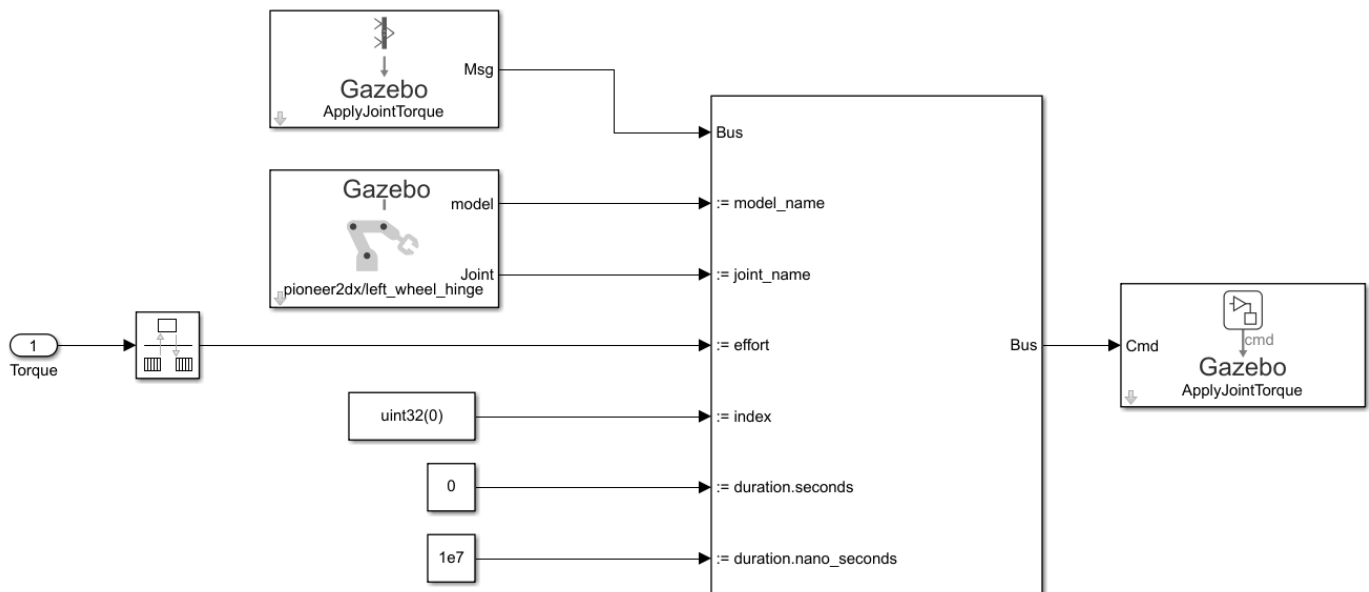 Msg
Gazebo
ApplyJointTorque
Bus
Gazebo
model
:= model_name
Joint
:= joint_name
pioneer2dx/left_wheel_hinge
1
Torque
:= effort
Bus
Cmd
cmd
Gazebo
ApplyJointTorque
uint32(0)
:= index
0
:= duration.seconds
1e7
:= duration.nano_seconds